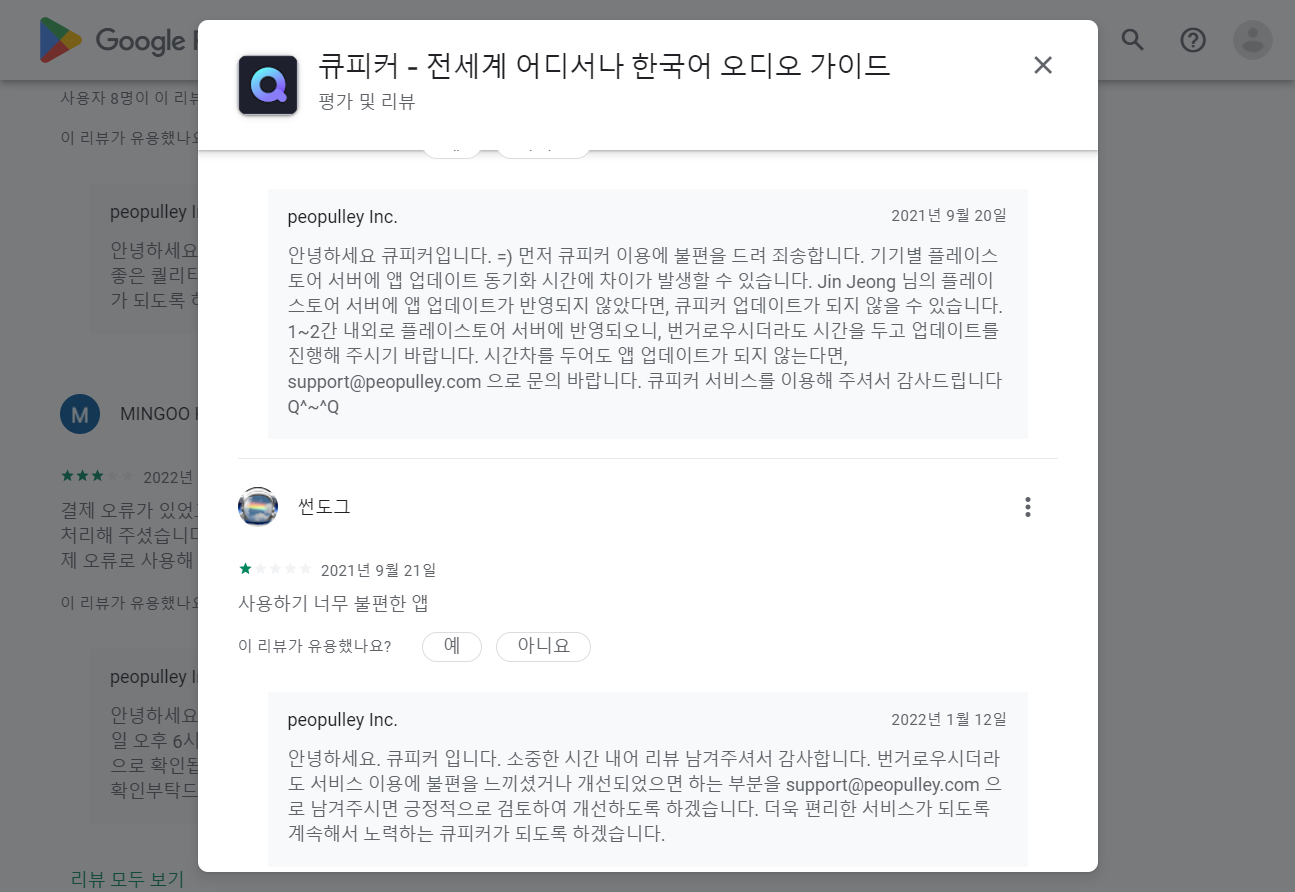 Google
큐피커 - 전세계 어디서나 한국어 오디오 가이드
평가 및 리뷰
사용자 8명이 이 리뷰
이 리뷰가 유용했나요
peopulley
안녕하세요
좋은 퀄리티
가 되도록
M
MINGOO
2022년
결제 오류가 있었
처리해 주셨습니다
제 오류로 사용해
이 리뷰가 유용했나요
peopulley
안녕하세요
일 오후 6시
으로 확인됩
확인부탁드
리뷰 모두 보기
peopulley Inc.
2021년 9월 20일
안녕하세요 큐피커입니다. =) 먼저 큐피커 이용에 불편을 드려 죄송합니다. 기기별 플레이스
토어 서버에 앱 업데이트 동기화 시간에 차이가 발생할 수 있습니다. Jin Jeong 님의 플레이
스토어 서버에 앱 업데이트가 반영되지 않았다면, 큐피커 업데이트가 되지 않을 수 있습니다.
1~2간 내외로 플레이스토어 서버에 반영되오니, 번거로우시더라도 시간을 두고 업데이트를
진행해 주시기 바랍니다. 시간차를 두어도 앱 업데이트가 되지 않는다면,
support@peopulley.com 으로 문의 바랍니다. 큐피커 서비스를 이용해 주셔서 감사드립니다
Q^~^Q
썬도그
2021년 9월 21일
사용하기 너무 불편한 앱
이 리뷰가 유용했나요?
예
아니요
peopulley Inc.
2022년 1월 12일
안녕하세요. 큐피커 입니다. 소중한 시간 내어 리뷰 남겨주셔서 감사합니다. 번거로우시더라
도 서비스 이용에 불편을 느끼셨거나 개선되었으면 하는 부분을 support@peopulley.com 으
로 남겨주시면 긍정적으로 검토하여 개선하도록 하겠습니다. 더욱 편리한 서비스가 되도록
계속해서 노력하는 큐피커가 되도록 하겠습니다.